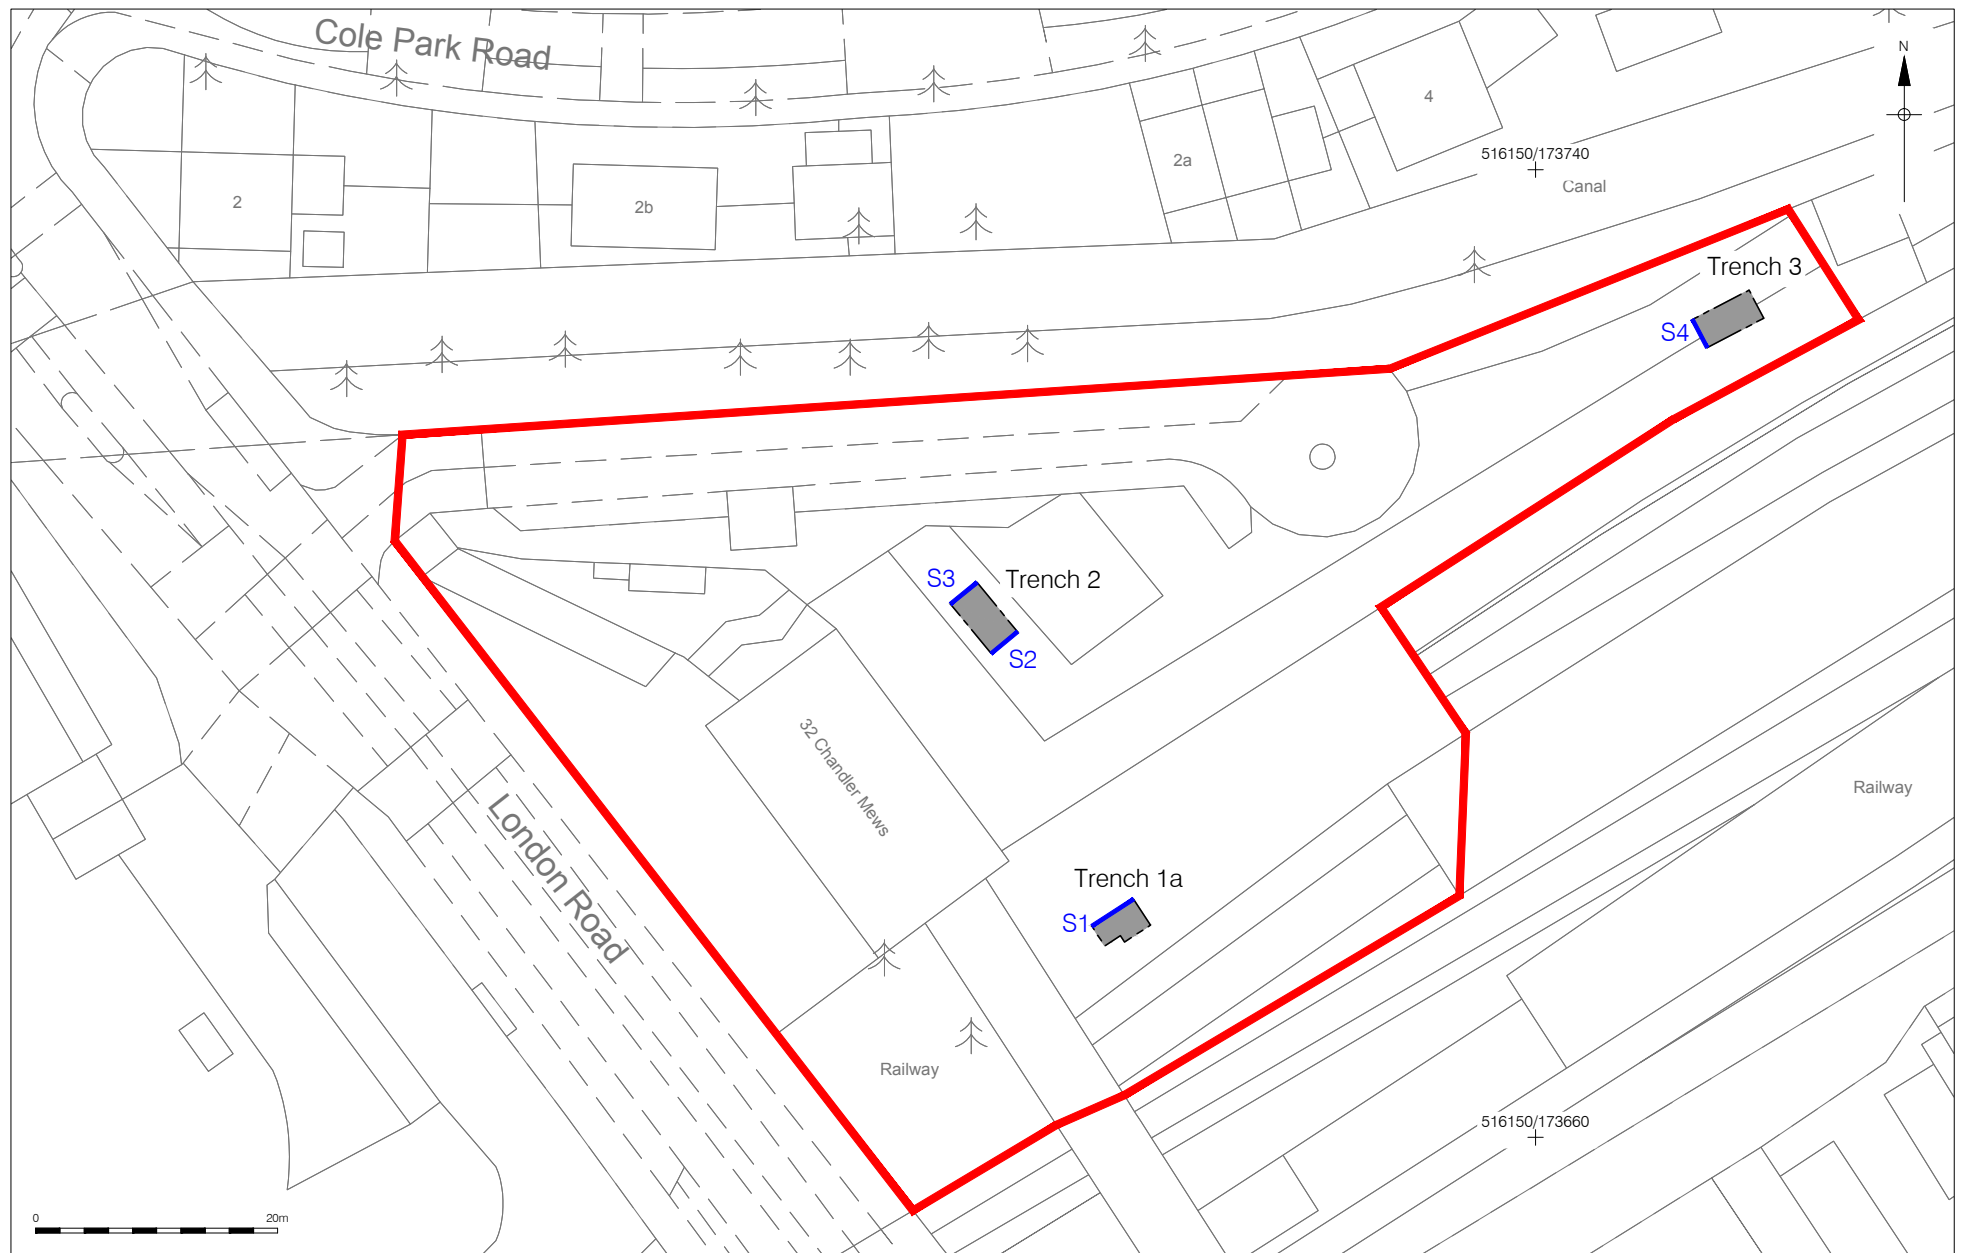 Cole Park Road
N
4
516150/173740
2a
Canal
2
2b
Trench 3
S4
S3
Trench 2
S2
32 Chandler Mews
Railway
London Road
Trench 1a
S1
Railway
516150/173660
0
20m